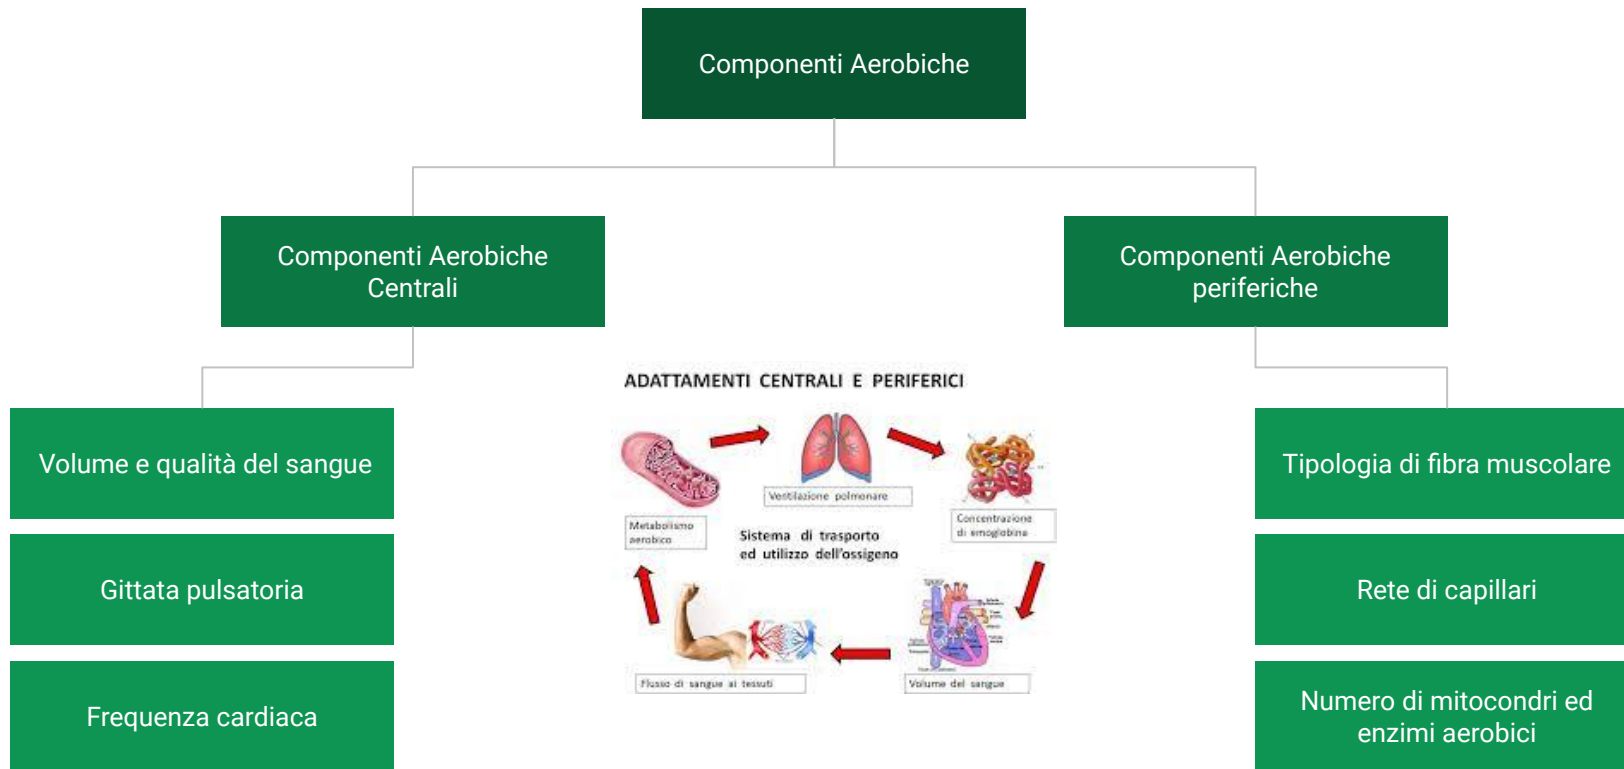 Componenti Aerobiche
Componenti Aerobiche
Centrali
Componenti Aerobiche
periferiche
Volume e qualità del sangue
Gittata pulsatoria
Frequenza cardiaca
ADATTAMENTI CENTRALI E PERIFERICI
Ventilazione polmonare
Concentrazione
di emoglobina
Metabolismo
aerobico
Sistema di trasporto
ed utilizzo dell'ossigeno
Flusso di sangue ai tessuti
Volume del sangue
Tipologia di fibra muscolare
Rete di capillari
Numero di mitocondri ed
enzimi aerobici